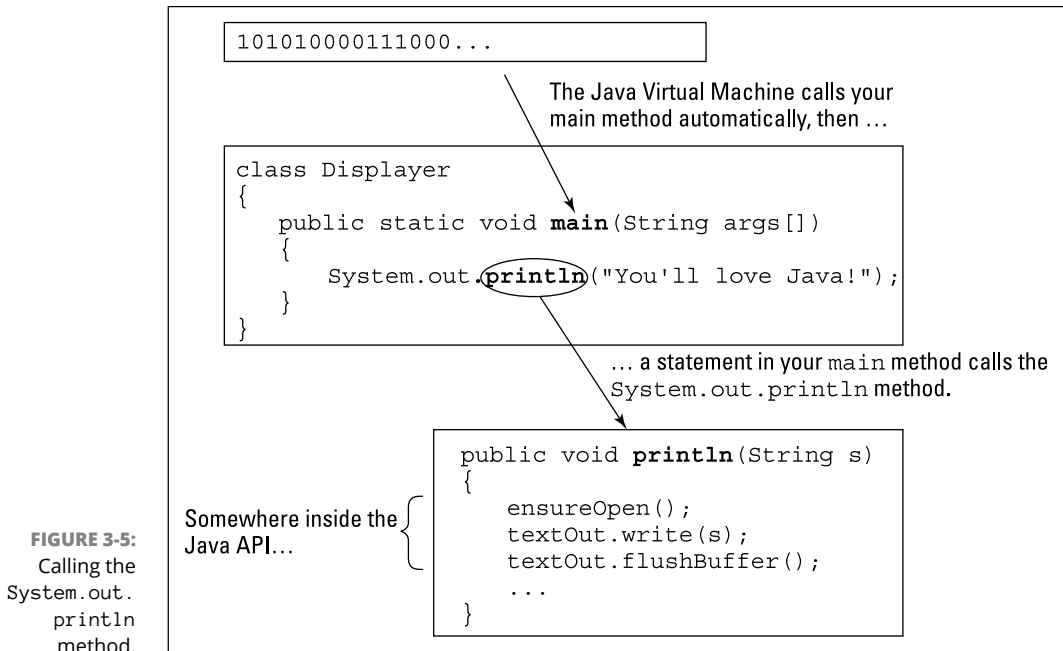 101010000111000...
The Java Virtual Machine calls your
main method automatically, then …
class Displayer
{
public static void main(String args[])
{
System.out.println("You'll love Java!");
}
}
… a statement in your main method calls the
System.out.println method.
public void println(String s)
{
ensureOpen();
textOut.write(s);
textOut.flushBuffer();
...
}
Somewhere inside the
Java API…
FIGURE 3-5:
Calling the
System.out.
println
method.